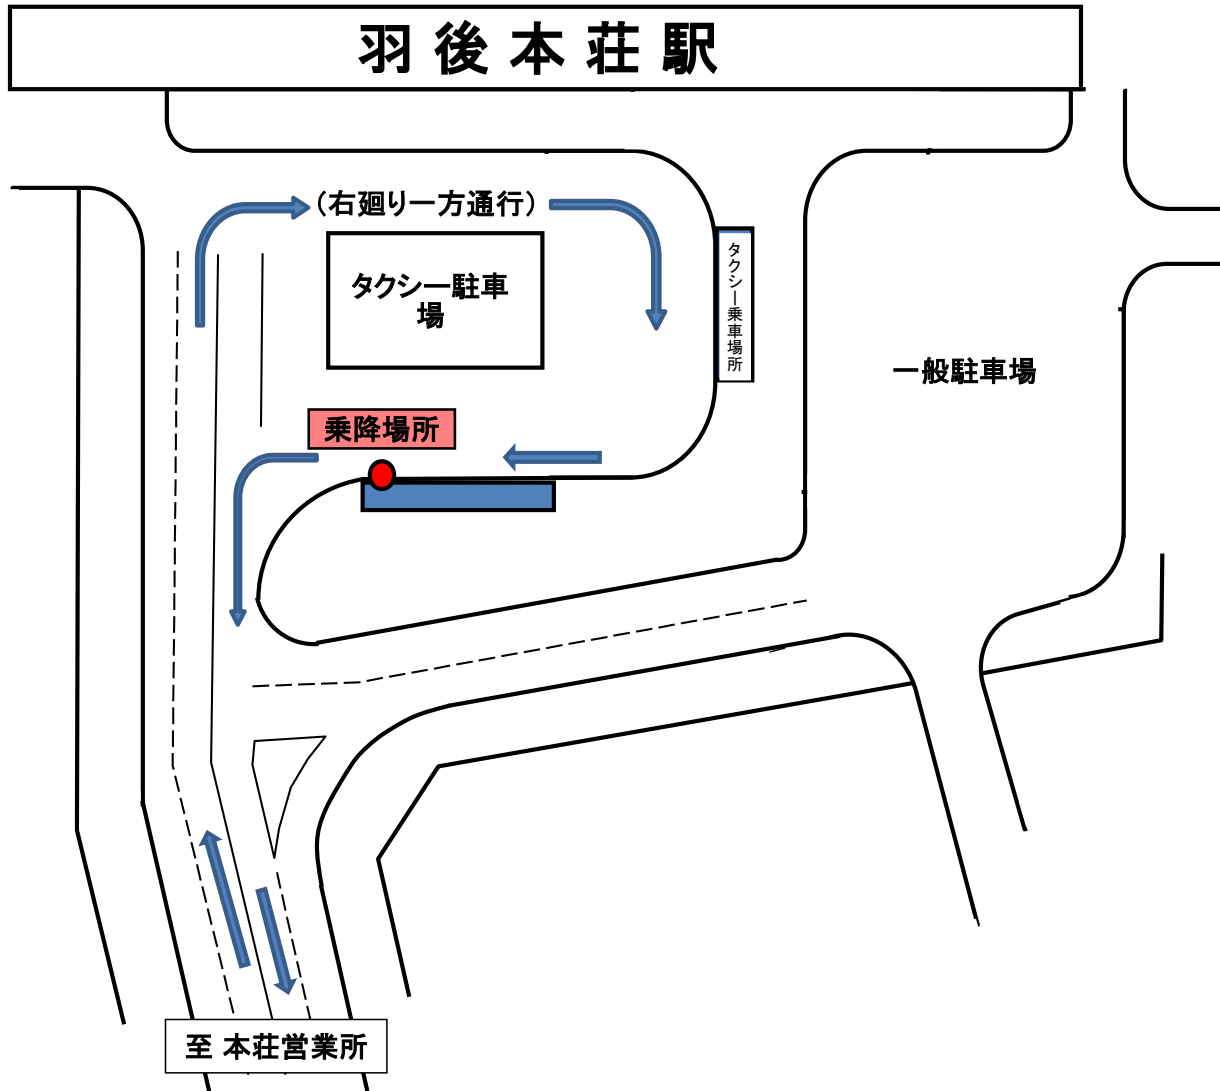 羽後本荘駅
（右廻り一方通行）
タクシー駐車
場
タクシー乗車場所
一般駐車場
乗降場所
至 本荘営業所